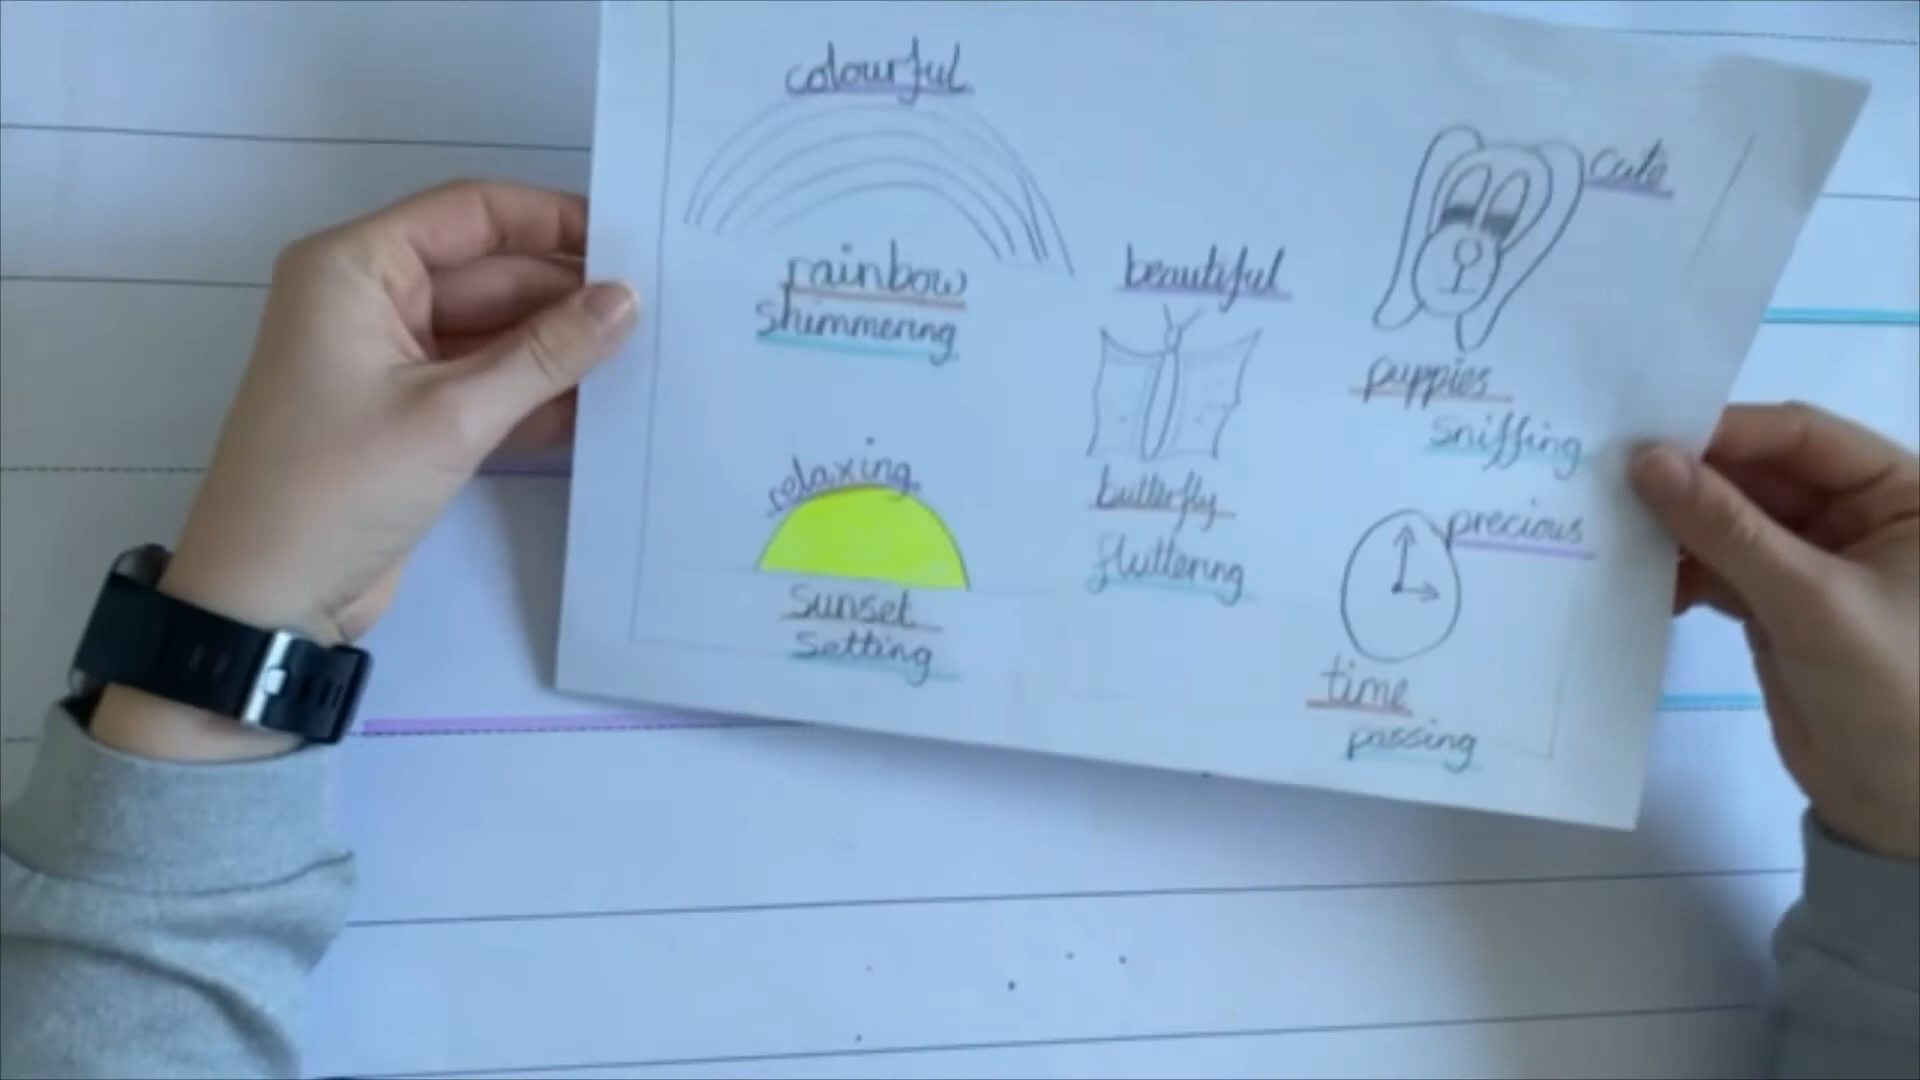 colourful
rainbow
shimmering
relaxing
sunset
setting
beautiful
butterfly
fluttering
cute
puppies
sniffing
precious
time
passing